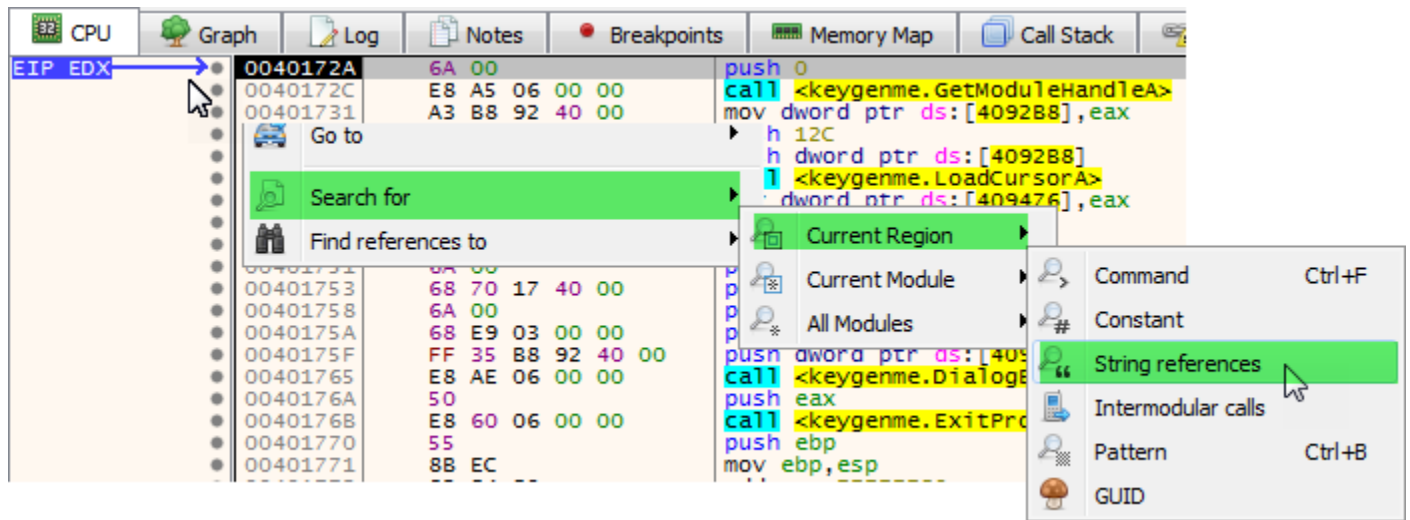 CPU Graph Log Notes Breakpoints Memory Map Call Stack
EIP EDX 0040172A 6A 00 push 0
0040172C E8 A5 06 00 00 call <keygenme.GetModuleHandleA>
00401731 A3 B8 92 40 00 mov dword ptr ds:[4092B8],eax
Go to h 12C
h dword ptr ds:[4092B8]
l <keygenme.LoadCursorA>
Search for dword ptr ds:[409476],eax
Find references to Current Region
00401753 68 70 17 40 00
Current Module Command Ctrl+F
00401758 6A 00
0040175A 68 E9 03 00 00
All Modules Constant
0040175F FF 35 B8 92 40 00 push dword ptr ds:[409
00401765 E8 AE 06 00 00 call <keygenme.DialogB
String references
0040176A 50 push eax
0040176B E8 60 06 00 00 call <keygenme.ExitPro
Intermodular calls
00401770 55 push ebp
00401771 8B EC mov ebp,esp
Pattern Ctrl+B
GUID